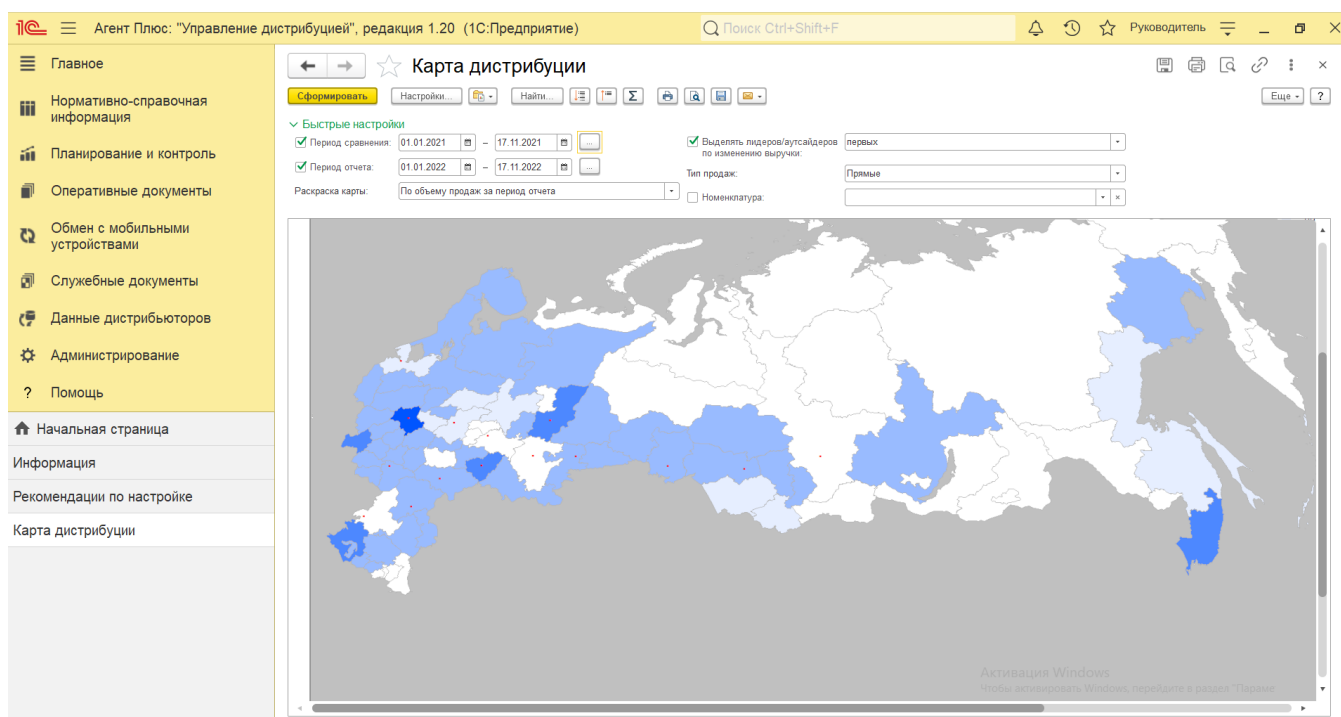 1С Агент Плюс: "Управление дистрибуцией", редакция 1.20 (1С:Предприятие)
Поиск Ctrl+Shift+F
Руководитель
Главное
Нормативно-справочная
информация
Планирование и контроль
Оперативные документы
Обмен с мобильными
устройствами
Служебные документы
Данные дистрибьюторов
Администрирование
? Помощь
Начальная страница
Информация
Рекомендации по настройке
Карта дистрибуции
Карта дистрибуции
Сформировать
Настройки...
Найти...
Σ
Еще
?
Быстрые настройки
Период сравнения: 01.01.2021 – 17.11.2021 ...
Период отчета: 01.01.2022 – 17.11.2022 ...
Раскраска карты: По объему продаж за период отчета
Выделять лидеров/аутсайдеров
по изменению выручки:
первых
Тип продаж: Прямые
Номенклатура:
Активация Windows
Чтобы активировать Windows, перейдите в раздел "Параме